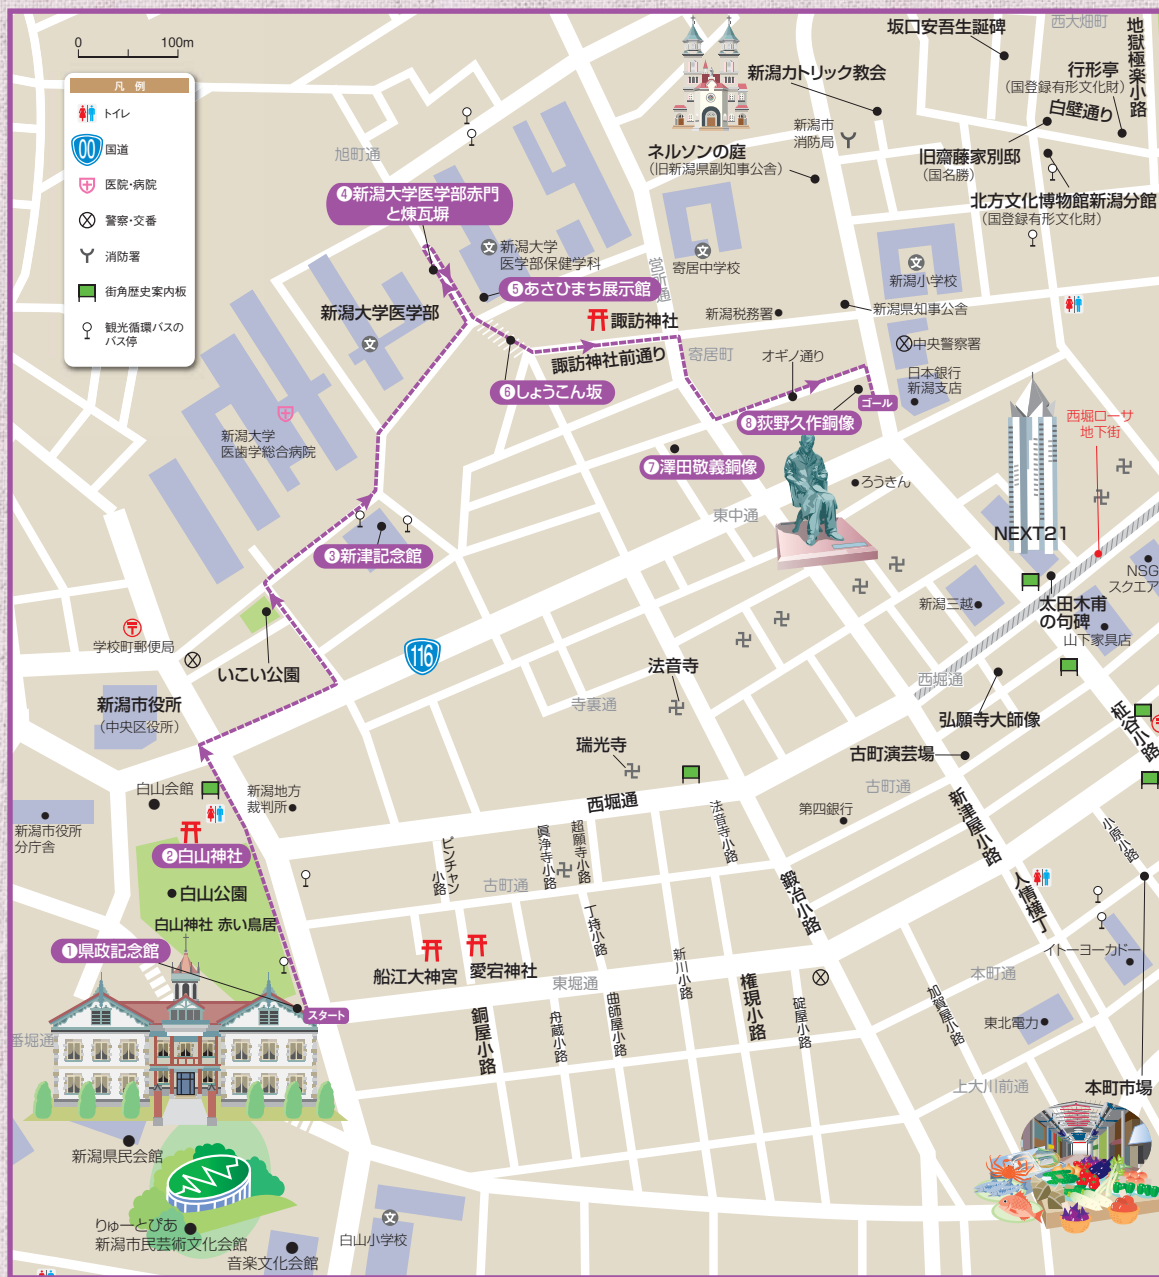 0 100m
凡例
トイレ
00 国道
医院・病院
警察・交番
消防署
街角歴史案内板
観光循環バスの
バス停
旭町通
❹新潟大学医学部赤門
と煉瓦塀
新潟大学
医学部保健学科
❺あさひまち展示館
新潟大学医学部
❻しょうこん坂
諏訪神社
諏訪神社前通り
営所通
寄居中学校
新潟カトリック教会
ネルソンの庭
(旧新潟県副知事公舎)
新潟市
消防局
坂口安吾生誕碑
西大畑町
地獄極楽小路
行形亭
(国登録有形文化財)
白壁通り
旧齋藤家別邸
(国名勝)
北方文化博物館新潟分館
(国登録有形文化財)
新潟小学校
新潟税務署
新潟県知事公舎
中央警察署
寄居町
オギノ通り
日本銀行
新潟支店
ゴール
❽荻野久作銅像
❼澤田敬義銅像
ろうきん
東中通
西堀ローサ
地下街
NEXT21
NSG
スクエア
新潟三越
太田木甫
の句碑
山下家具店
新潟大学
医歯学総合病院
❸新津記念館
学校町郵便局
いこい公園
116
法音寺
寺裏通
西堀通
弘願寺大師像
柾谷小路
新潟市役所
(中央区役所)
瑞光寺
古町演芸場
白山会館
新潟地方
裁判所
西堀通
古町通
第四銀行
新津屋小路
小原小路
新潟市役所
分庁舎
❷白山神社
ピンチャン
小路
眞浄寺小路
超願寺小路
法音寺小路
古町通
鍛冶小路
人情横丁
白山公園
白山神社 赤い鳥居
❶県政記念館
丁持小路
船江大神宮
愛宕神社
新川小路
イトーヨーカドー
東堀通
本町通
スタート
番堀通
銅屋小路
舟蔵小路
曲師屋小路
権現小路
碇屋小路
加賀屋小路
東北電力
上大川前通
本町市場
新潟県民会館
りゅーとぴあ
新潟市民芸術文化会館
音楽文化会館
白山小学校